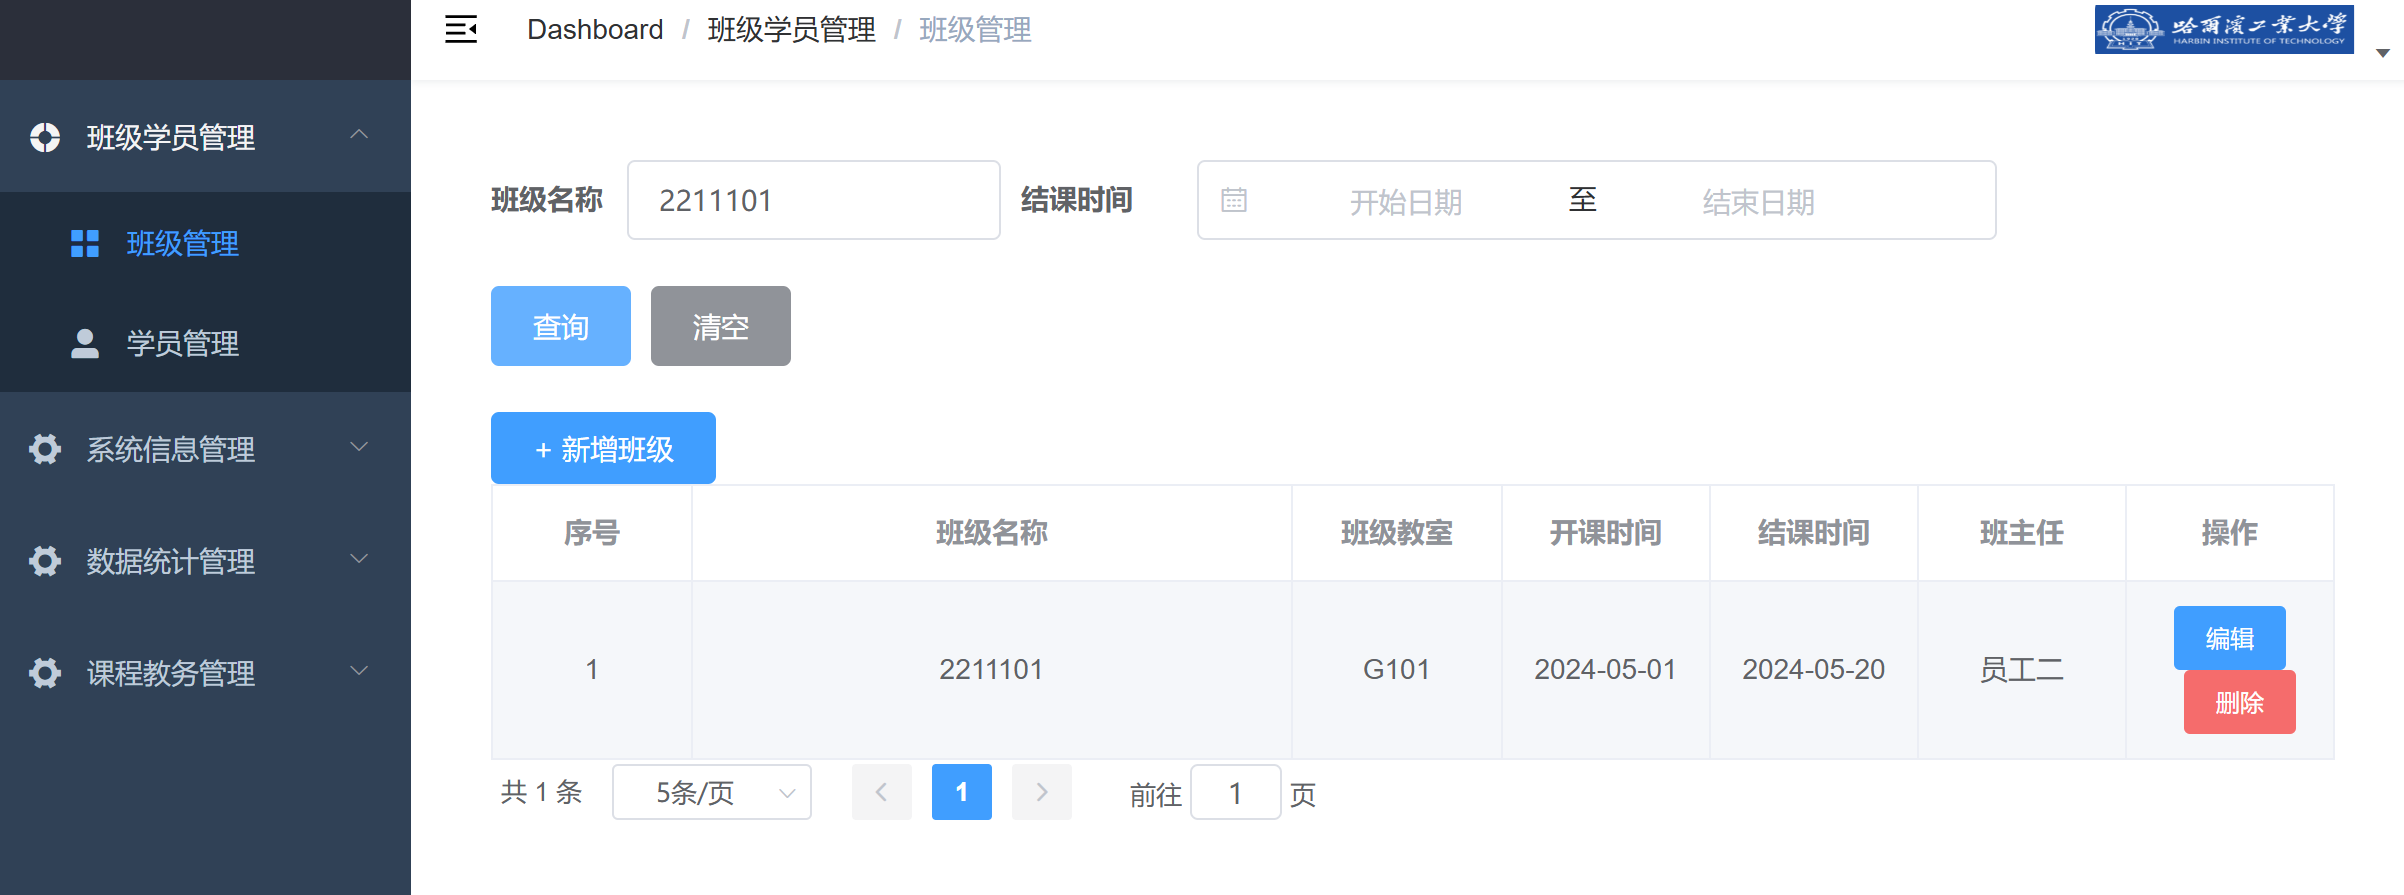 Dashboard / 班级学员管理 / 班级管理
哈爾濱工業大學
HARBIN INSTITUTE OF TECHNOLOGY
HIT
班级学员管理
班级管理
学员管理
系统信息管理
数据统计管理
课程教务管理
班级名称 2211101 结课时间 开始日期 至 结束日期
查询 清空
+ 新增班级
序号 班级名称 班级教室 开课时间 结课时间 班主任 操作
1 2211101 G101 2024-05-01 2024-05-20 员工二 编辑
删除
共 1 条 5条/页 1 前往 1 页